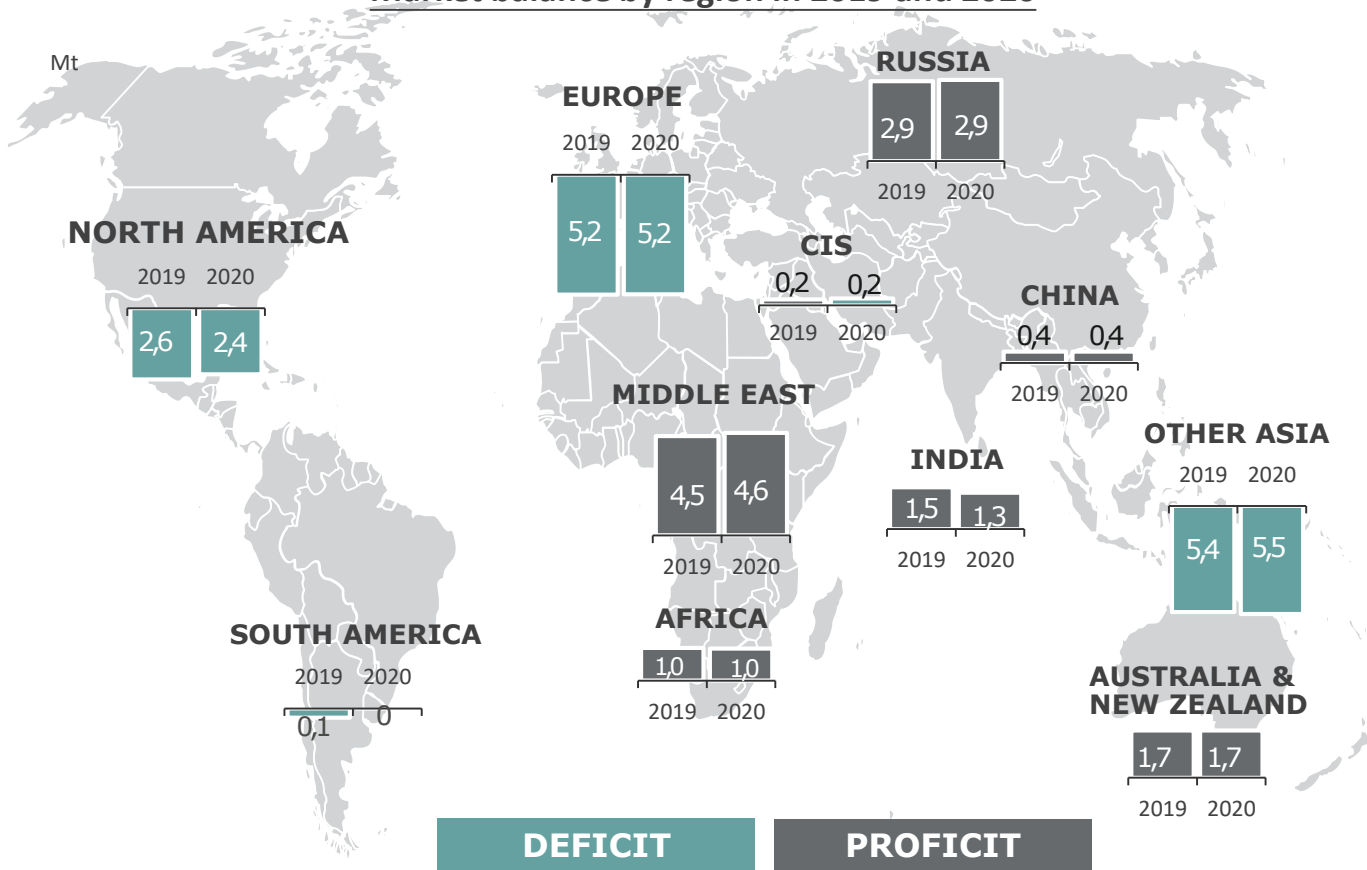 Mt
RUSSIA
2,9 2,9
2019 2020
EUROPE
2019 2020
5,2 5,2
NORTH AMERICA
2019 2020
2,6 2,4
CIS
0,2 0,2
2019 2020
CHINA
0,4 0,4
2019 2020
MIDDLE EAST
4,5 4,6
2019 2020
INDIA
1,5 1,3
2019 2020
OTHER ASIA
2019 2020
5,4 5,5
SOUTH AMERICA
2019 2020
0,1 0
AFRICA
1,0 1,0
2019 2020
AUSTRALIA &
NEW ZEALAND
1,7 1,7
2019 2020
DEFICIT PROFICIT